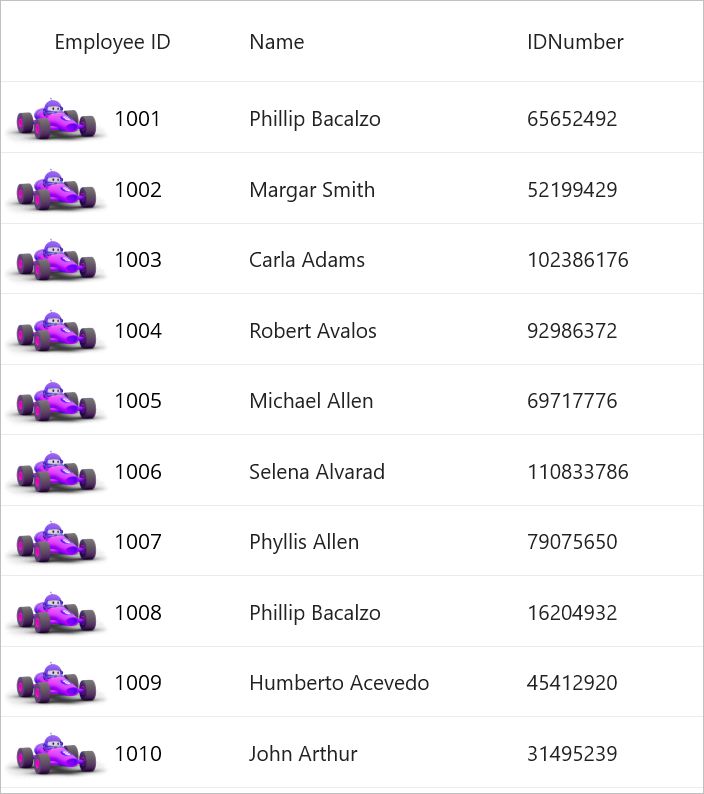 Employee ID Name IDNumber
1001 Phillip Bacalzo 65652492
1002 Margar Smith 52199429
1003 Carla Adams 102386176
1004 Robert Avalos 92986372
1005 Michael Allen 69717776
1006 Selena Alvarad 110833786
1007 Phyllis Allen 79075650
1008 Phillip Bacalzo 16204932
1009 Humberto Acevedo 45412920
1010 John Arthur 31495239